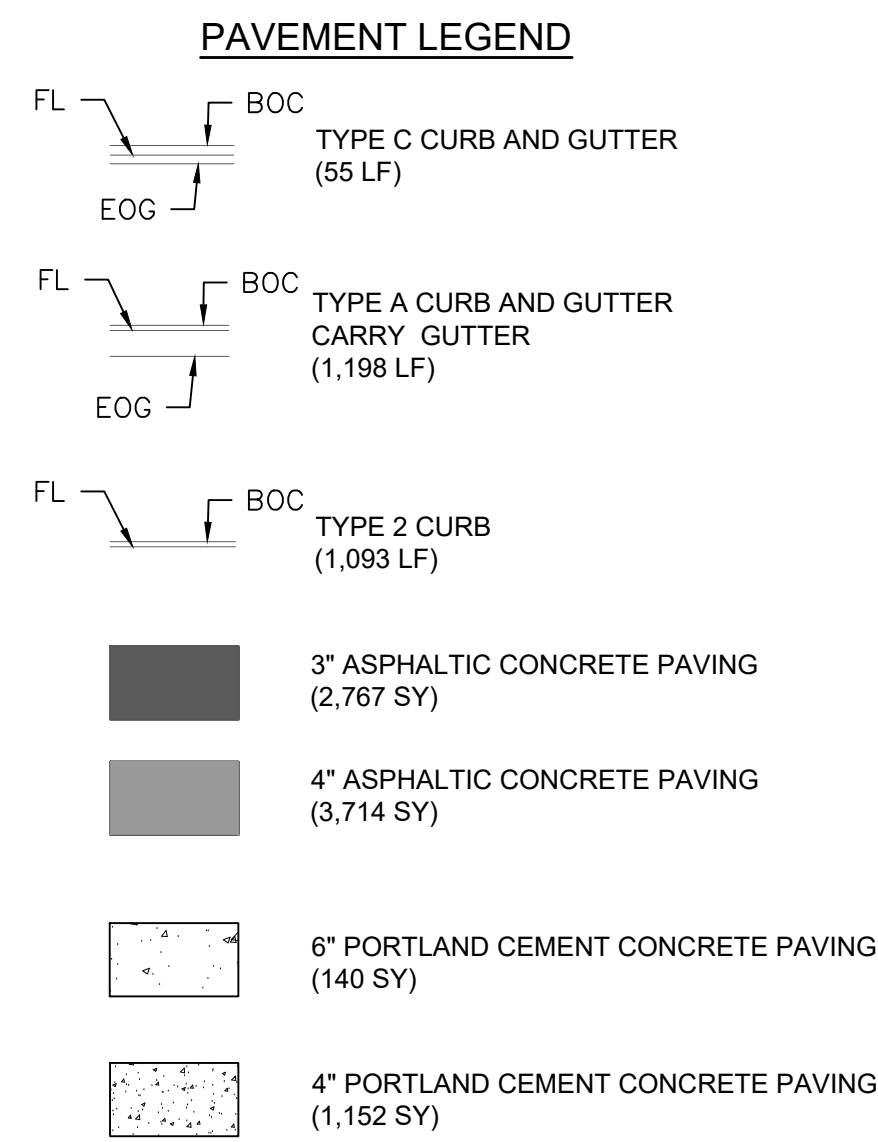 PAVEMENT LEGEND
FL
BOC
TYPE C CURB AND GUTTER
(55 LF)
EOG
FL
BOC
TYPE A CURB AND GUTTER
CARRY GUTTER
(1,198 LF)
EOG
FL
BOC
TYPE 2 CURB
(1,093 LF)
3" ASPHALTIC CONCRETE PAVING
(2,767 SY)
4" ASPHALTIC CONCRETE PAVING
(3,714 SY)
6" PORTLAND CEMENT CONCRETE PAVING
(140 SY)
4" PORTLAND CEMENT CONCRETE PAVING
(1,152 SY)